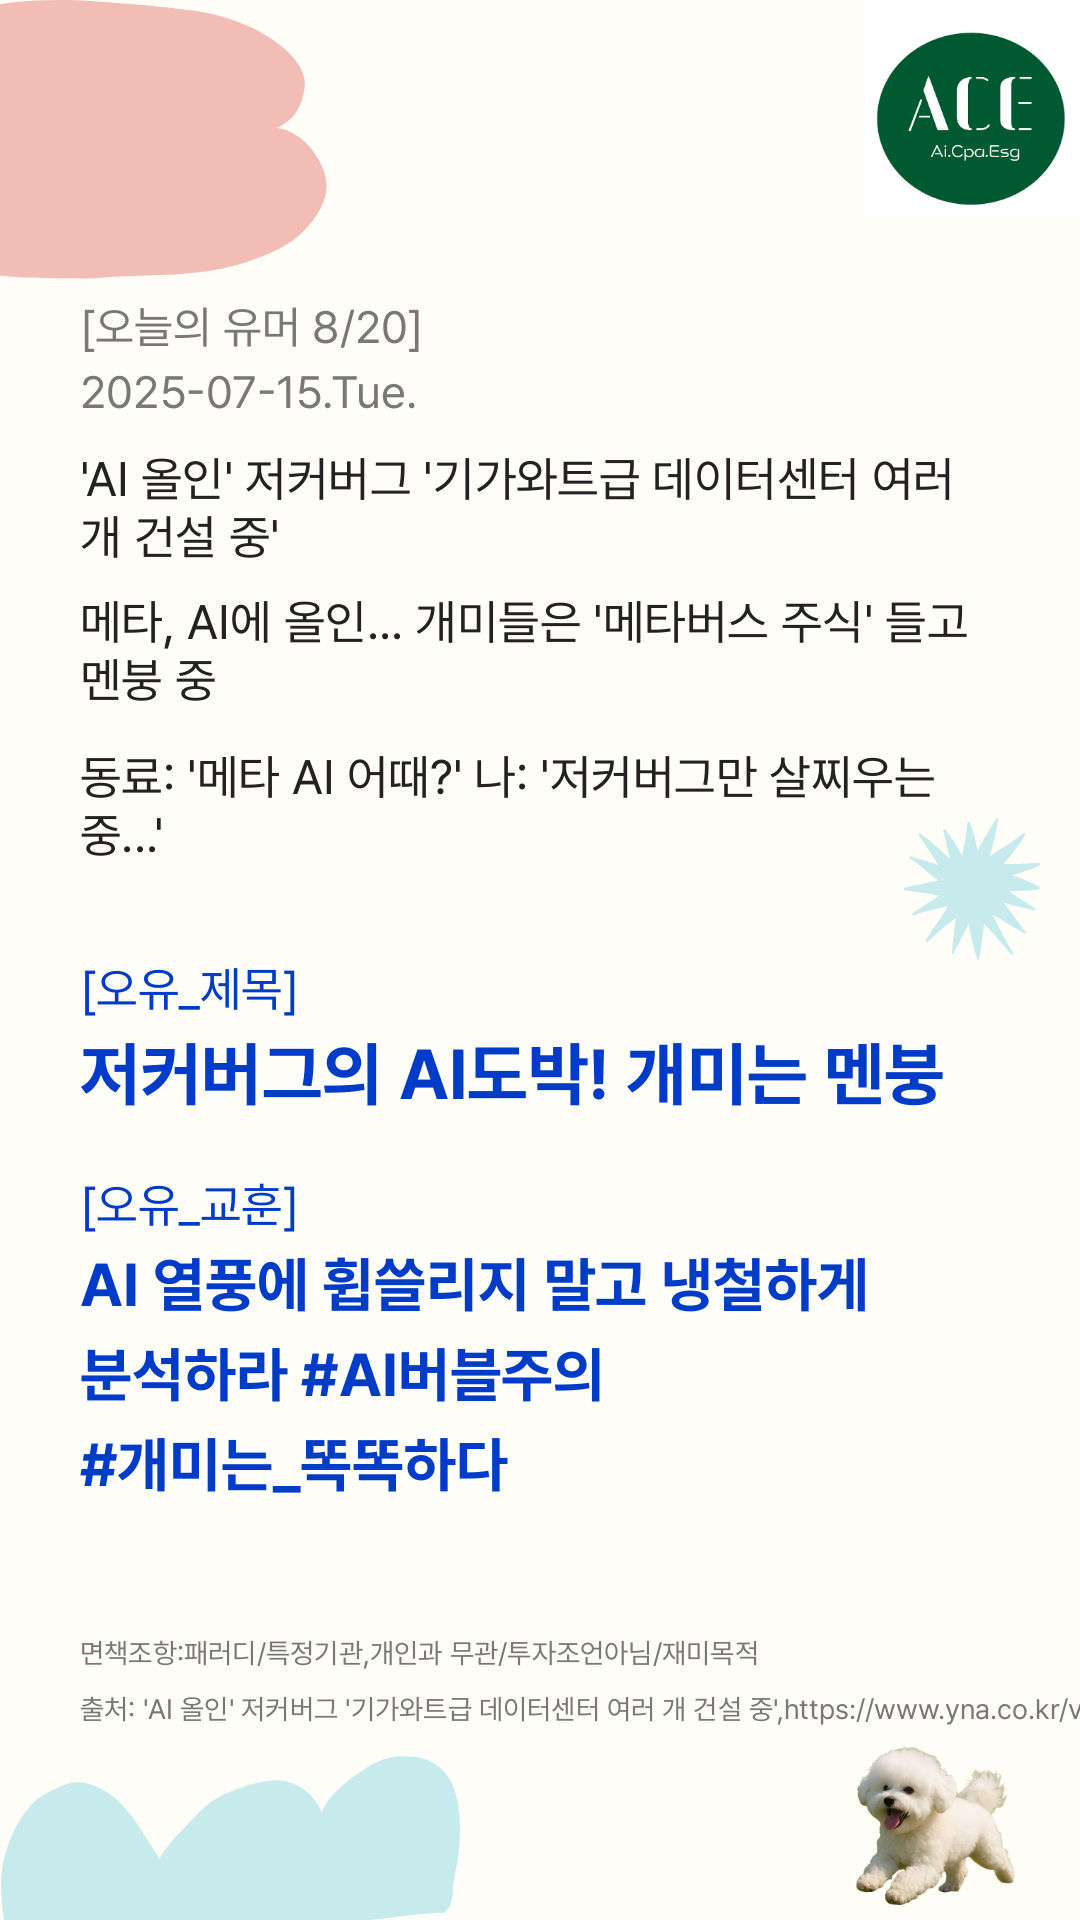 ACE
Ai.Cpa.Esg
[오늘의 유머 8/20]
2025-07-15.Tue.
'AI 올인' 저커버그 '기가와트급 데이터센터 여러
개 건설 중'
메타, AI에 올인... 개미들은 '메타버스 주식' 들고
멘붕 중
동료: '메타 AI 어때?' 나: '저커버그만 살찌우는
중...'
[오유_제목]
저커버그의 AI도박! 개미는 멘붕
[오유_교훈]
AI 열풍에 휩쓸리지 말고 냉철하게
분석하라 #AI버블주의
#개미는_똑똑하다
면책조항:패러디/특정기관,개인과 무관/투자조언아님/재미목적
출처: 'AI 올인' 저커버그 '기가와트급 데이터센터 여러 개 건설 중',https://www.yna.co.kr/v